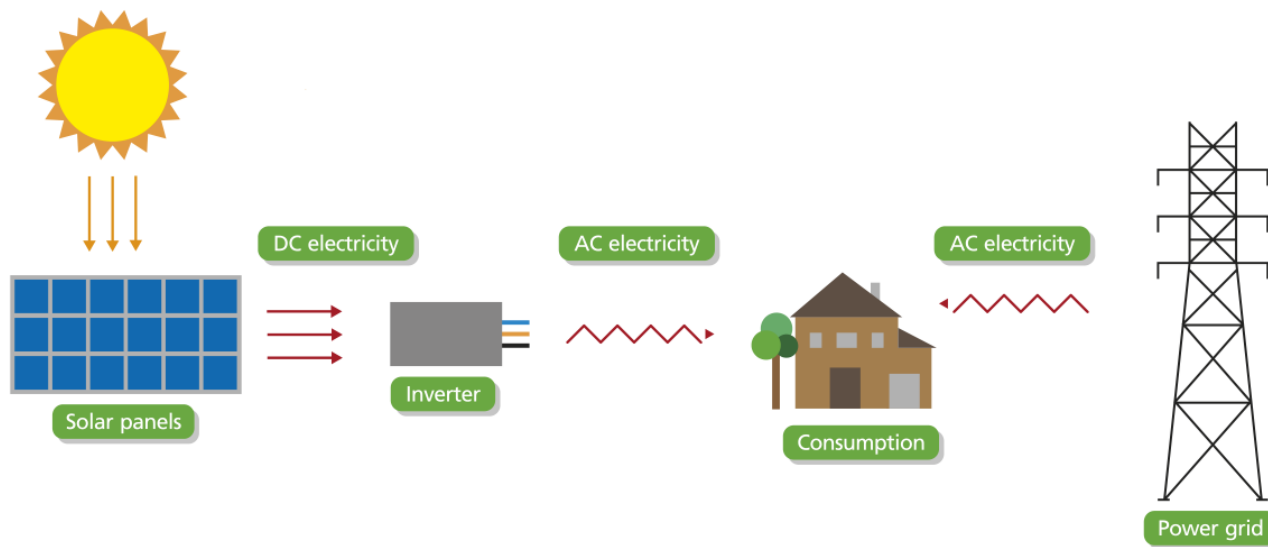 DC electricity
AC electricity
AC electricity
Inverter
Solar panels
Consumption
Power grid